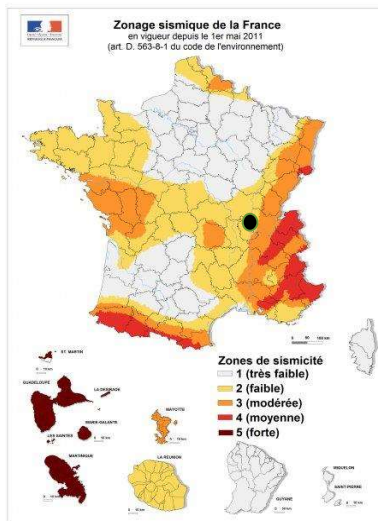 RÉPUBLIQUE FRANÇAISE
Zonage sismique de la France
en vigueur depuis le 1er mai 2011
(art. D. 563-8-1 du code de l'environnement)
Zones de sismicité
1 (très faible)
2 (faible)
3 (modérée)
4 (moyenne)
5 (forte)
ST. MARTIN
GUADELOUPE
LA DESIRADE
MARIE-GALANTE
LES SAINTES
MARTINIQUE
MAYOTTE
LA REUNION
GUYANE
MIQUELON
SAINT-PIERRE